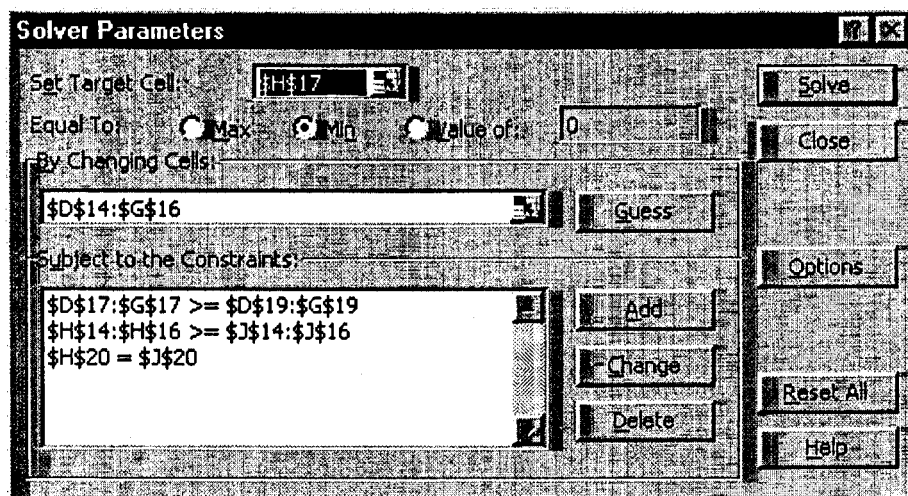 Solver Parameters
Set Target Cell: $H$17 Solve
Equal To: Max Min Value of: 0 Close
By Changing Cells:
$D$14:$G$16 Guess
Subject to the Constraints: Options
$D$17:$G$17 >= $D$19:$G$19 Add
$H$14:$H$16 >= $J$14:$J$16
$H$20 = $J$20 Change
Reset All
Delete
Help